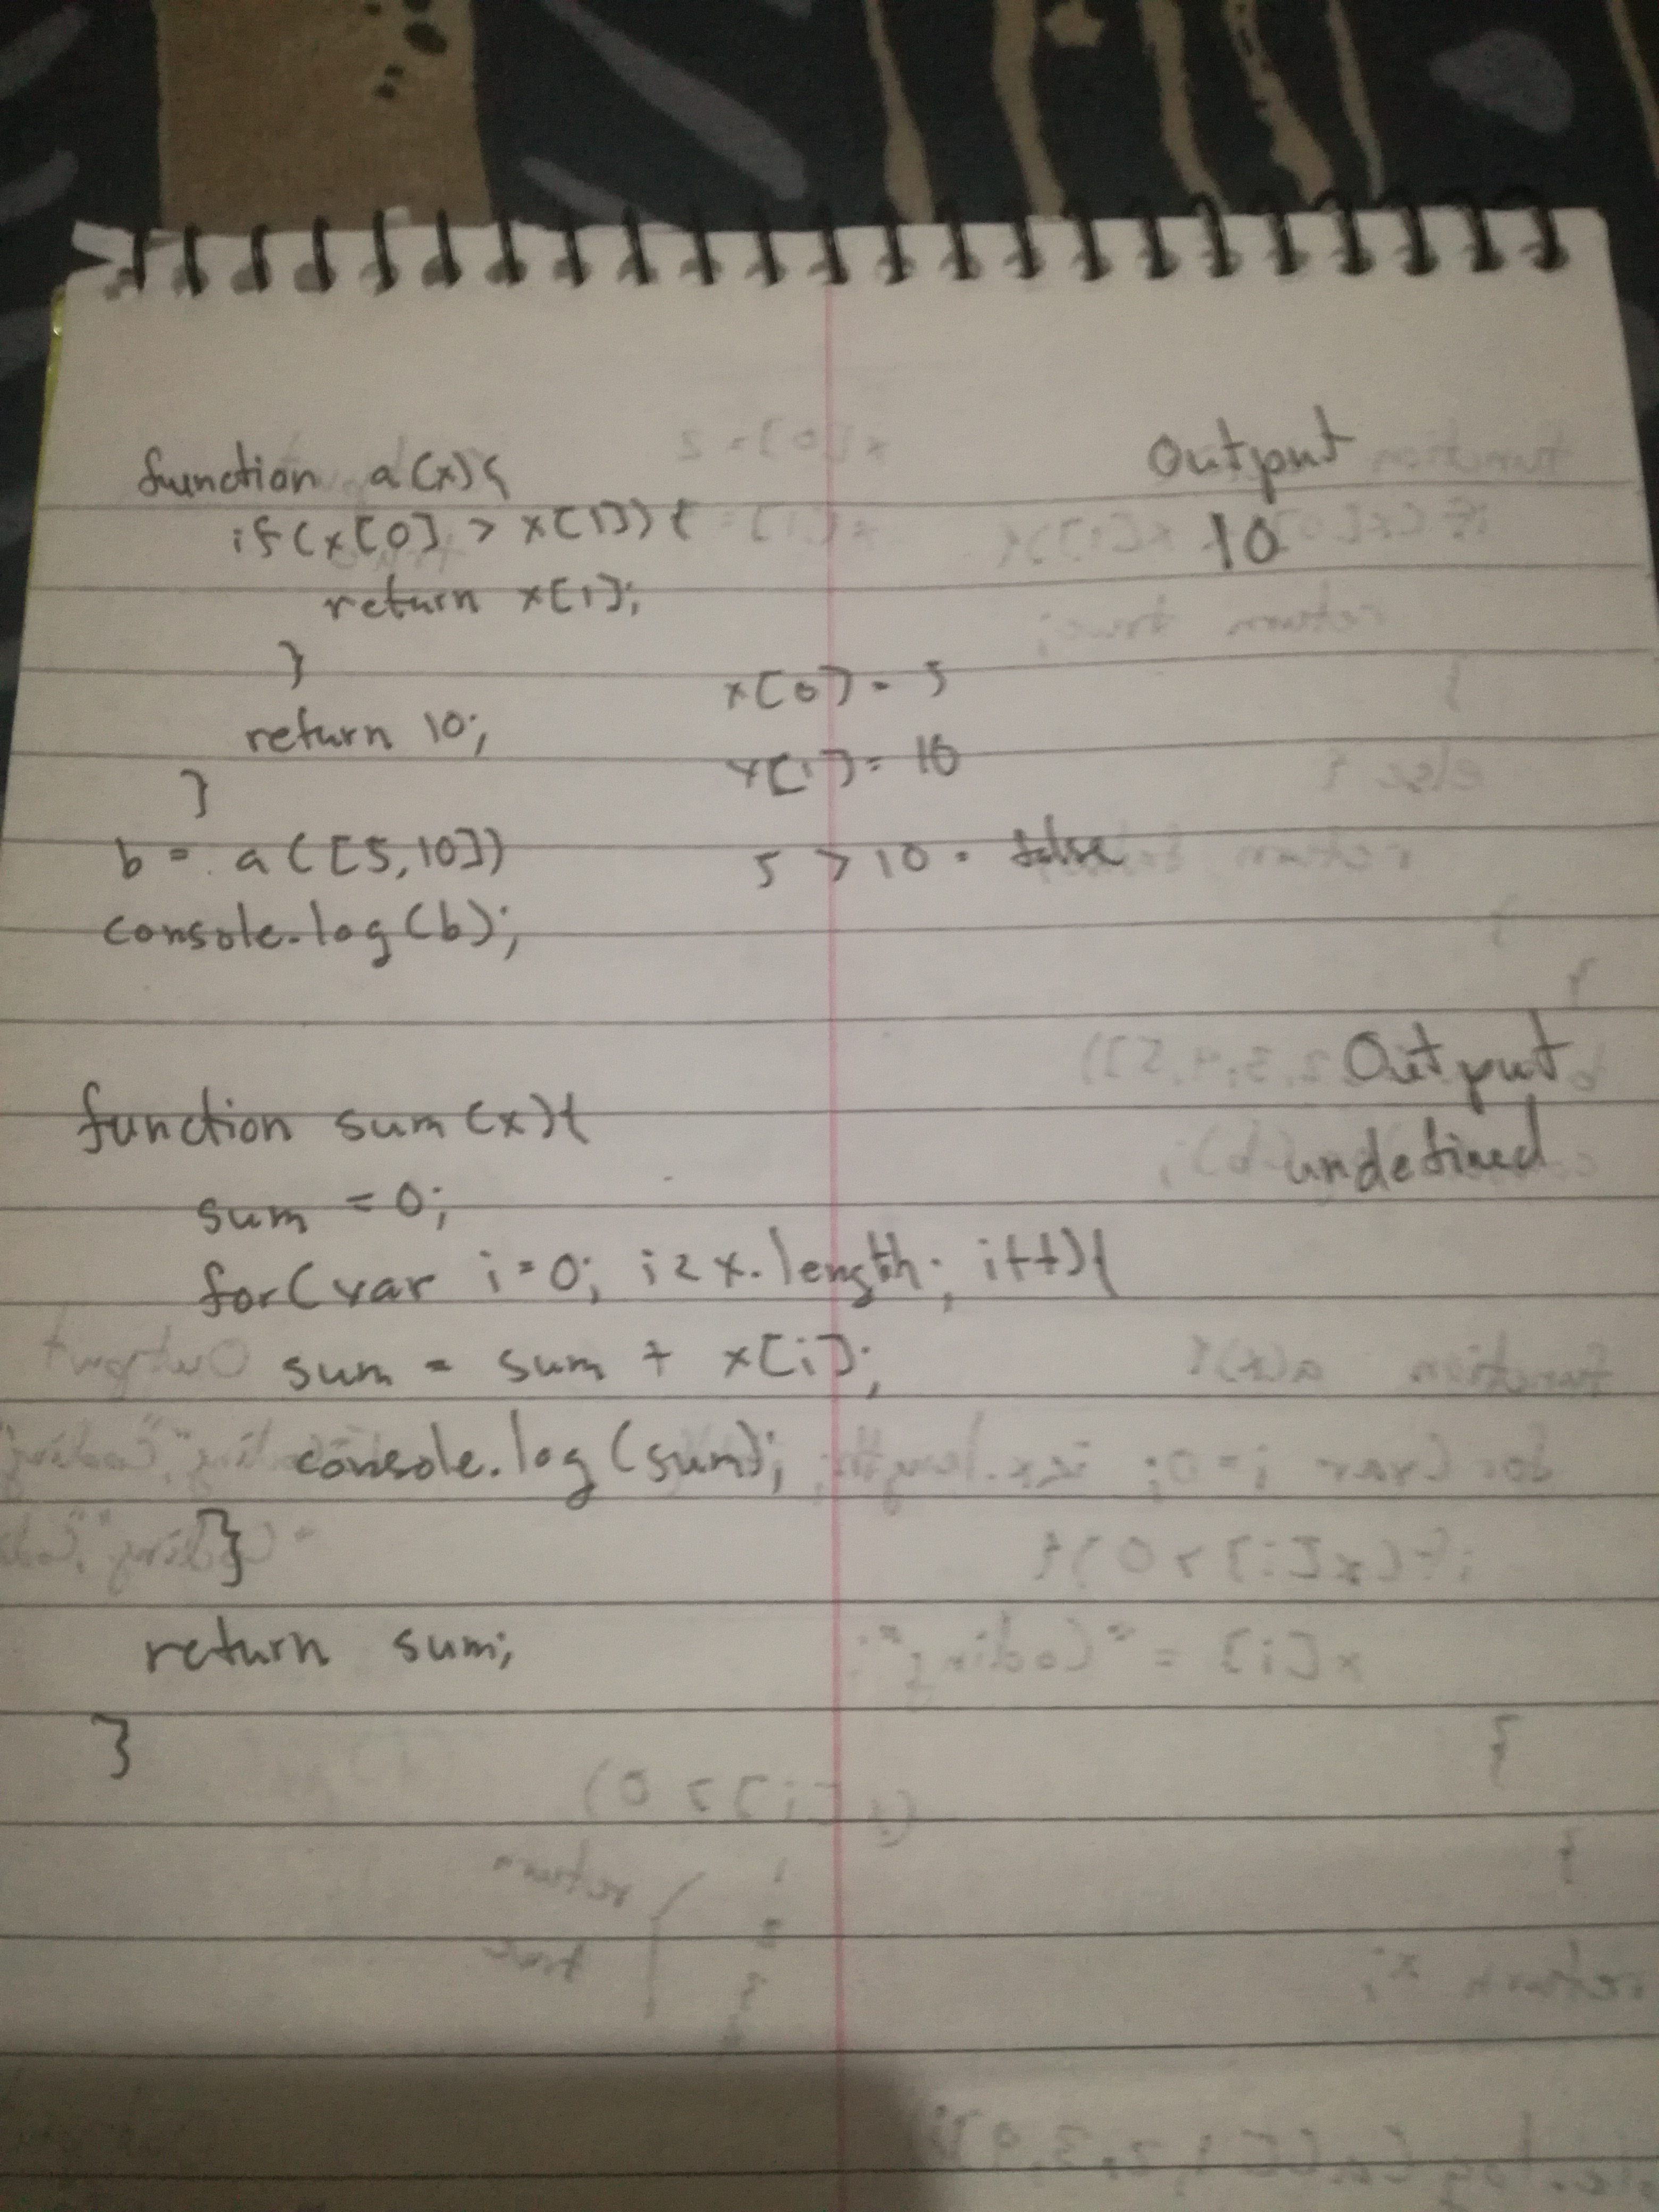 function a(x){
if(x[0] > x[1]){
return x[1];
}
return 10;
}
b = a([5,10])
console.log(b);
Output
10
x[0] = 5
x[1] = 10
5 > 10 = false
function sum(x){
sum = 0;
for(var i=0; i<x.length; i++){
sum = sum + x[i];
console.log(sum);
}
return sum;
}
Output
undefined